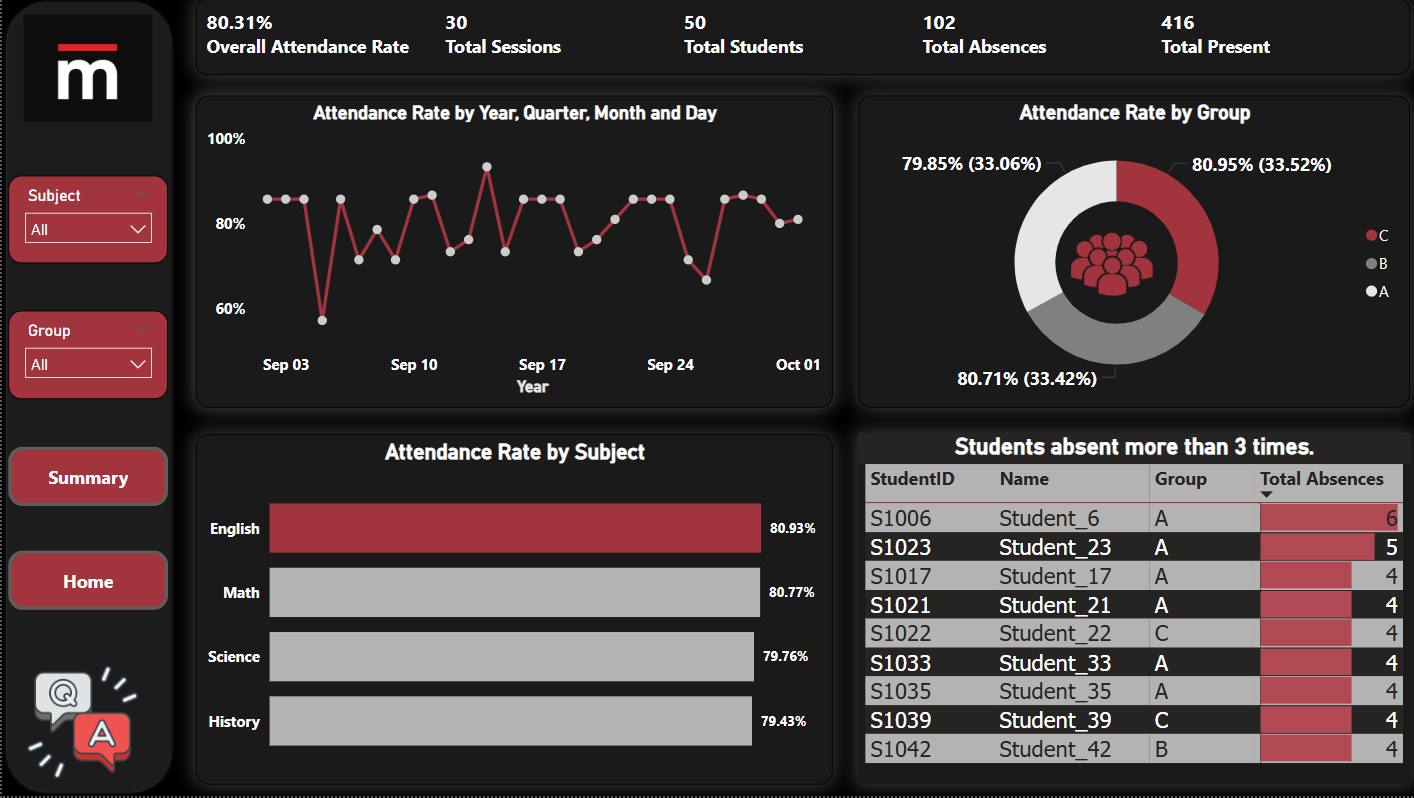 m
80.31%
Overall Attendance Rate
30
Total Sessions
50
Total Students
102
Total Absences
416
Total Present
Subject
All
Group
All
Summary
Home
Q
A
Attendance Rate by Year, Quarter, Month and Day
100%
80%
60%
Sep 03 Sep 10 Sep 17 Sep 24 Oct 01
Year
Attendance Rate by Group
79.85% (33.06%)
80.95% (33.52%)
80.71% (33.42%)
C
B
A
Attendance Rate by Subject
English 80.93%
Math 80.77%
Science 79.76%
History 79.43%
Students absent more than 3 times.
StudentID Name Group Total Absences
S1006 Student_6 A 6
S1023 Student_23 A 5
S1017 Student_17 A 4
S1021 Student_21 A 4
S1022 Student_22 C 4
S1033 Student_33 A 4
S1035 Student_35 A 4
S1039 Student_39 C 4
S1042 Student_42 B 4